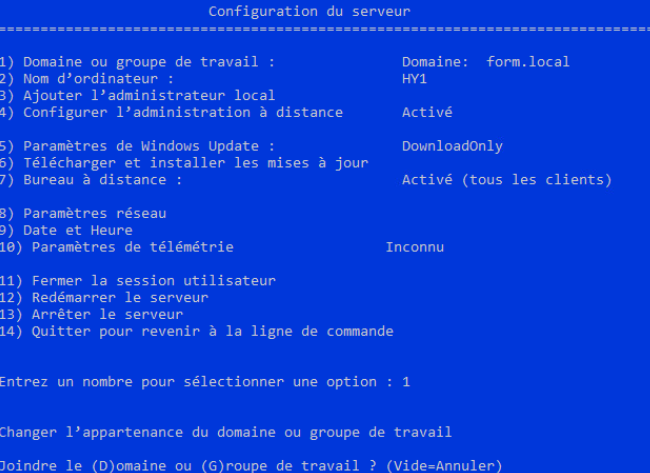 Configuration du serveur
===============================================================================
1) Domaine ou groupe de travail : Domaine: form.local
2) Nom d'ordinateur : HY1
3) Ajouter l'administrateur local
4) Configurer l'administration à distance Activé
5) Paramètres de Windows Update : DownloadOnly
6) Télécharger et installer les mises à jour
7) Bureau à distance : Activé (tous les clients)
8) Paramètres réseau
9) Date et Heure
10) Paramètres de télémétrie Inconnu
11) Fermer la session utilisateur
12) Redémarrer le serveur
13) Arrêter le serveur
14) Quitter pour revenir à la ligne de commande
Entrez un nombre pour sélectionner une option : 1
Changer l'appartenance du domaine ou groupe de travail
Joindre le (D)omaine ou (G)roupe de travail ? (Vide=Annuler)